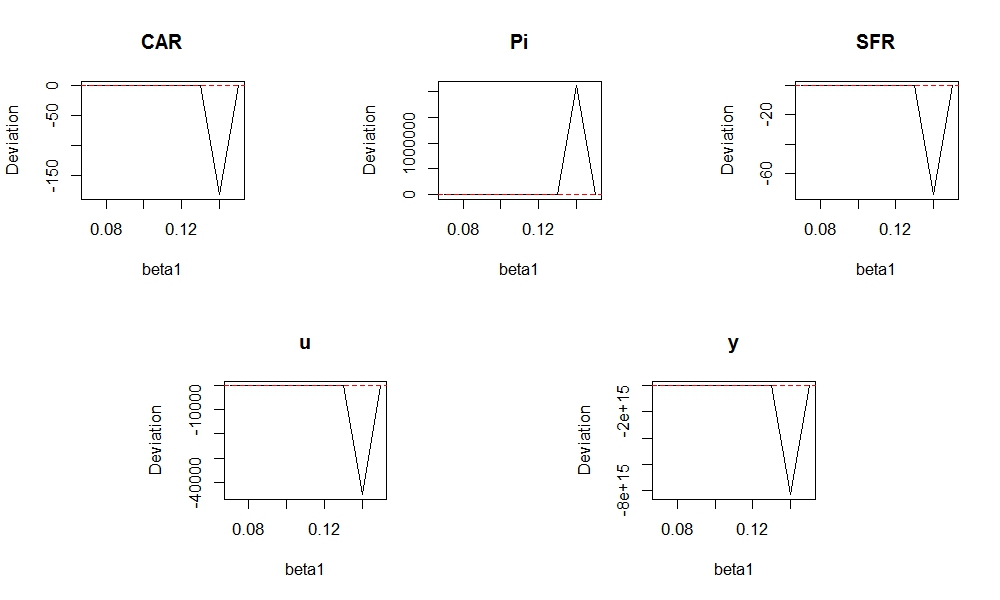 CAR
Deviation
0
-50
-150
0.08
0.12
beta1
Pi
Deviation
1000000
0
0.08
0.12
beta1
SFR
Deviation
-20
-60
0.08
0.12
beta1
u
Deviation
-10000
-40000
0.08
0.12
beta1
y
Deviation
-2e+15
-8e+15
0.08
0.12
beta1